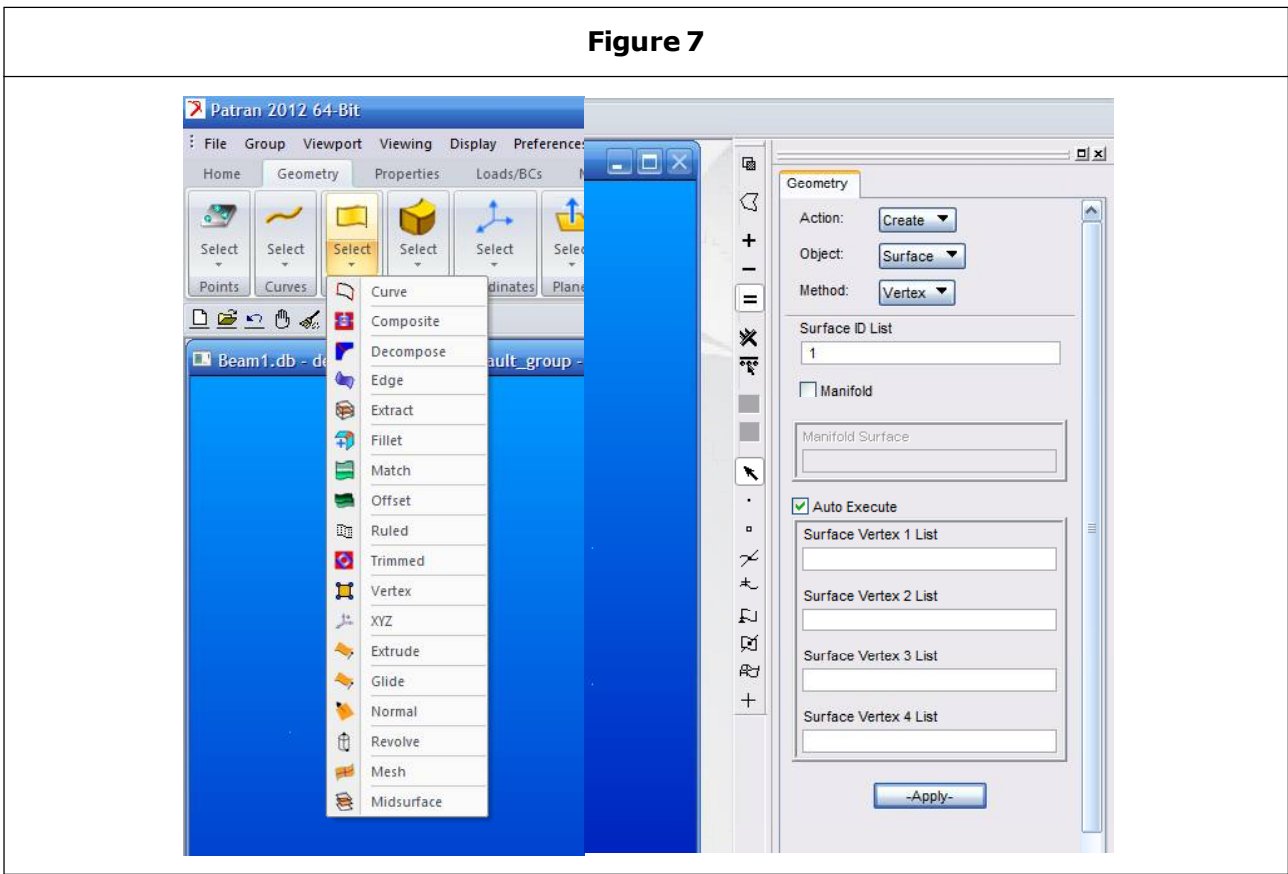 Figure 7
Patran 2012 64-Bit
File Group Viewport Viewing Display Preferences
Home Geometry Properties Loads/BCs
Select Select Select Select Select Selec
Points Curves dinates Plane
Curve
Composite
Decompose
Edge
Extract
Fillet
Match
Offset
Ruled
Trimmed
Vertex
XYZ
Extrude
Glide
Normal
Revolve
Mesh
Midsurface
Beam1.db - de ault_group -
Geometry
Action: Create
Object: Surface
Method: Vertex
Surface ID List
1
Manifold
Manifold Surface
Auto Execute
Surface Vertex 1 List
Surface Vertex 2 List
Surface Vertex 3 List
Surface Vertex 4 List
-Apply-